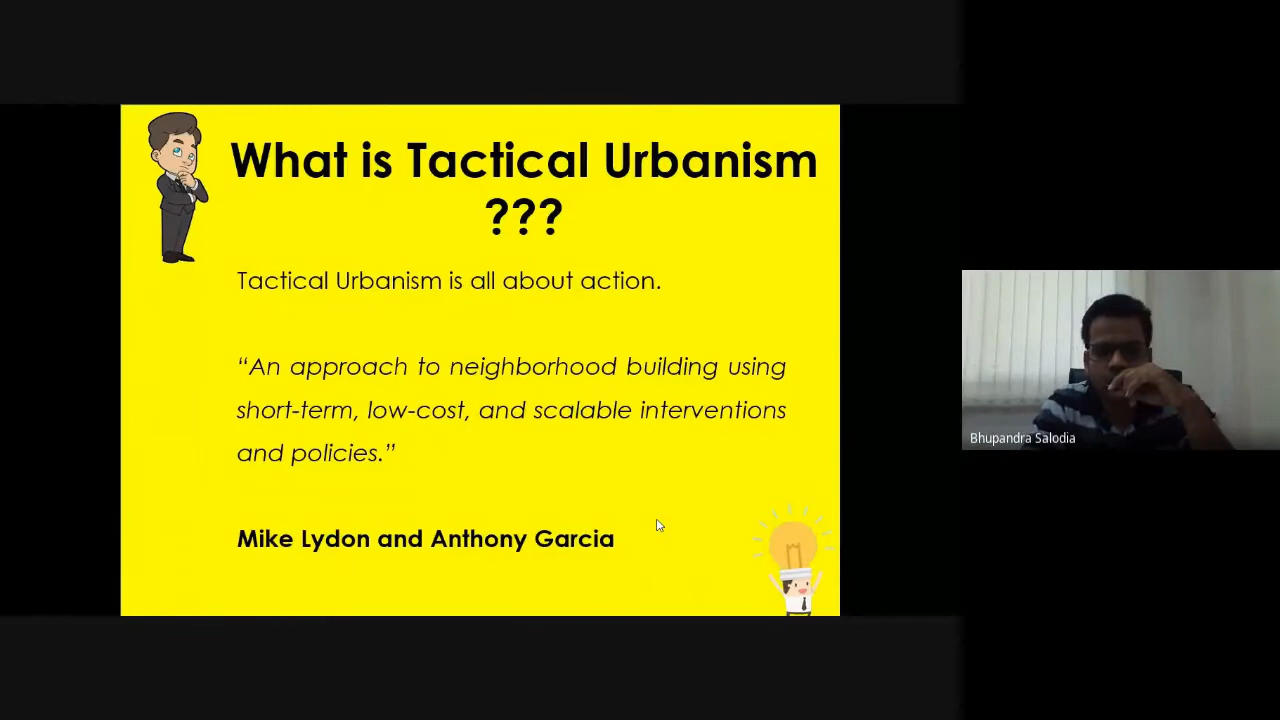 What is Tactical Urbanism
???
Tactical Urbanism is all about action.
“An approach to neighborhood building using
short-term, low-cost, and scalable interventions
and policies.”
Mike Lydon and Anthony Garcia
Bhupandra Salodia